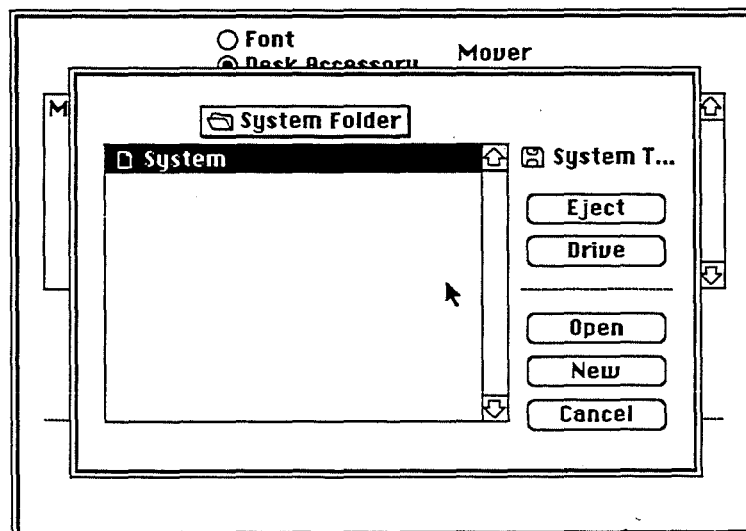 Font
Desk Accessory Mover
M
System Folder
System
System T...
Eject
Drive
Open
New
Cancel